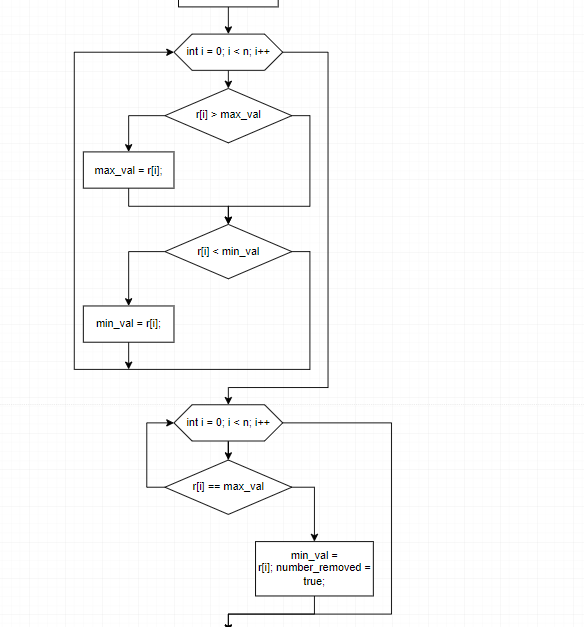 int i = 0; i < n; i++
r[i] > max_val
max_val = r[i];
r[i] < min_val
min_val = r[i];
int i = 0; i < n; i++
r[i] == max_val
min_val =
r[i]; number_removed =
true;